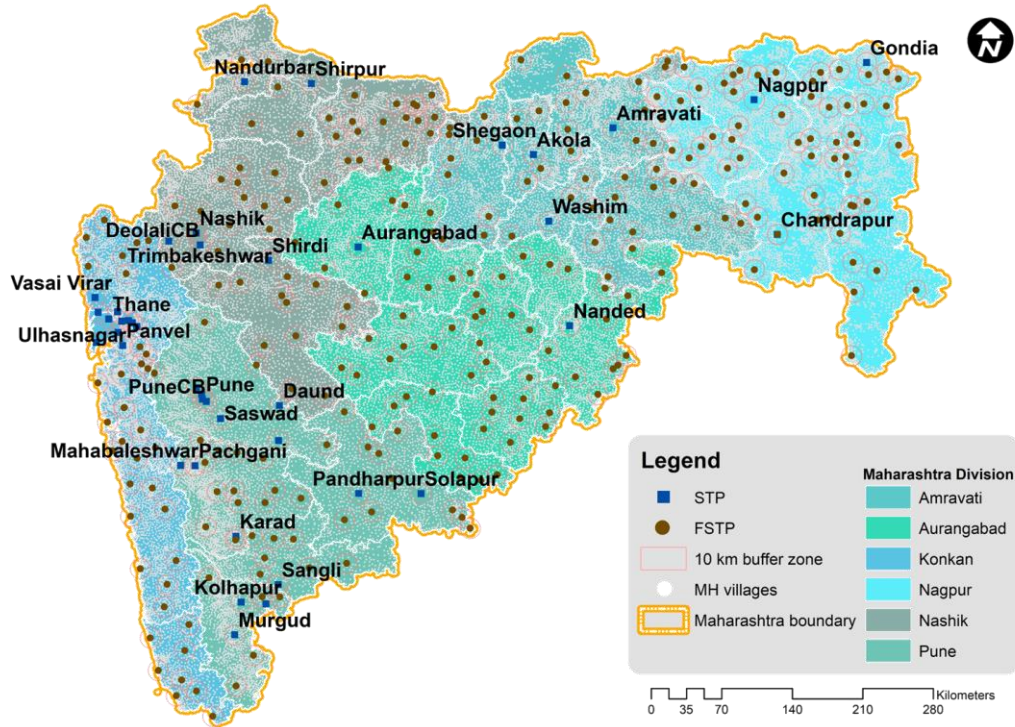 N
Gondia
Nandurbar Shirpur
Nagpur
Amravati
Shegaon
Akola
Washim
Chandrapur
DeolaliCB Nashik
Trimbakeshwar Shirdi
Aurangabad
Vasai Virar
Thane
Ulhasnagar Panvel
Nanded
PuneCB Pune
Daund
Saswad
Mahabaleshwar Pachgani
Pandharpur Solapur
Karad
Sangli
Kolhapur
Murgud
Legend
STP
FSTP
10 km buffer zone
MH villages
Maharashtra boundary
Maharashtra Division
Amravati
Aurangabad
Konkan
Nagpur
Nashik
Pune
Kilometers
0 35 70 140 210 280